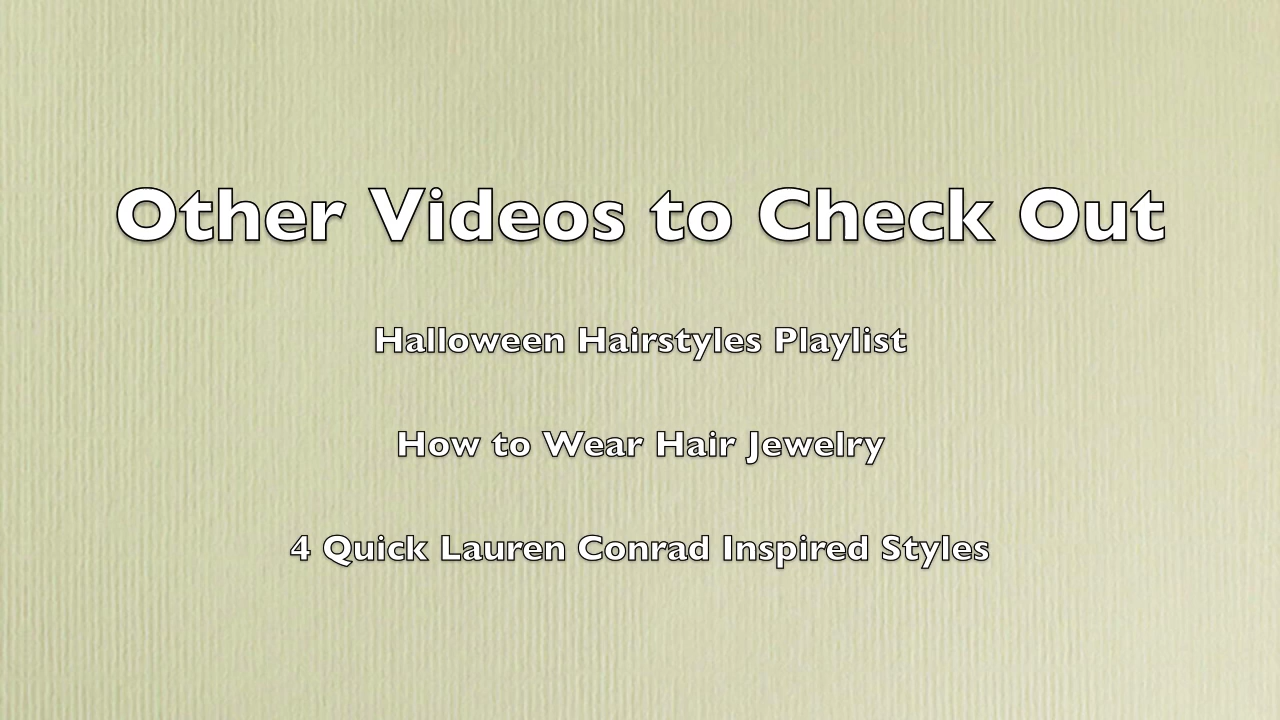 Other Videos to Check Out
Halloween Hairstyles Playlist
How to Wear Hair Jewelry
4 Quick Lauren Conrad Inspired Styles